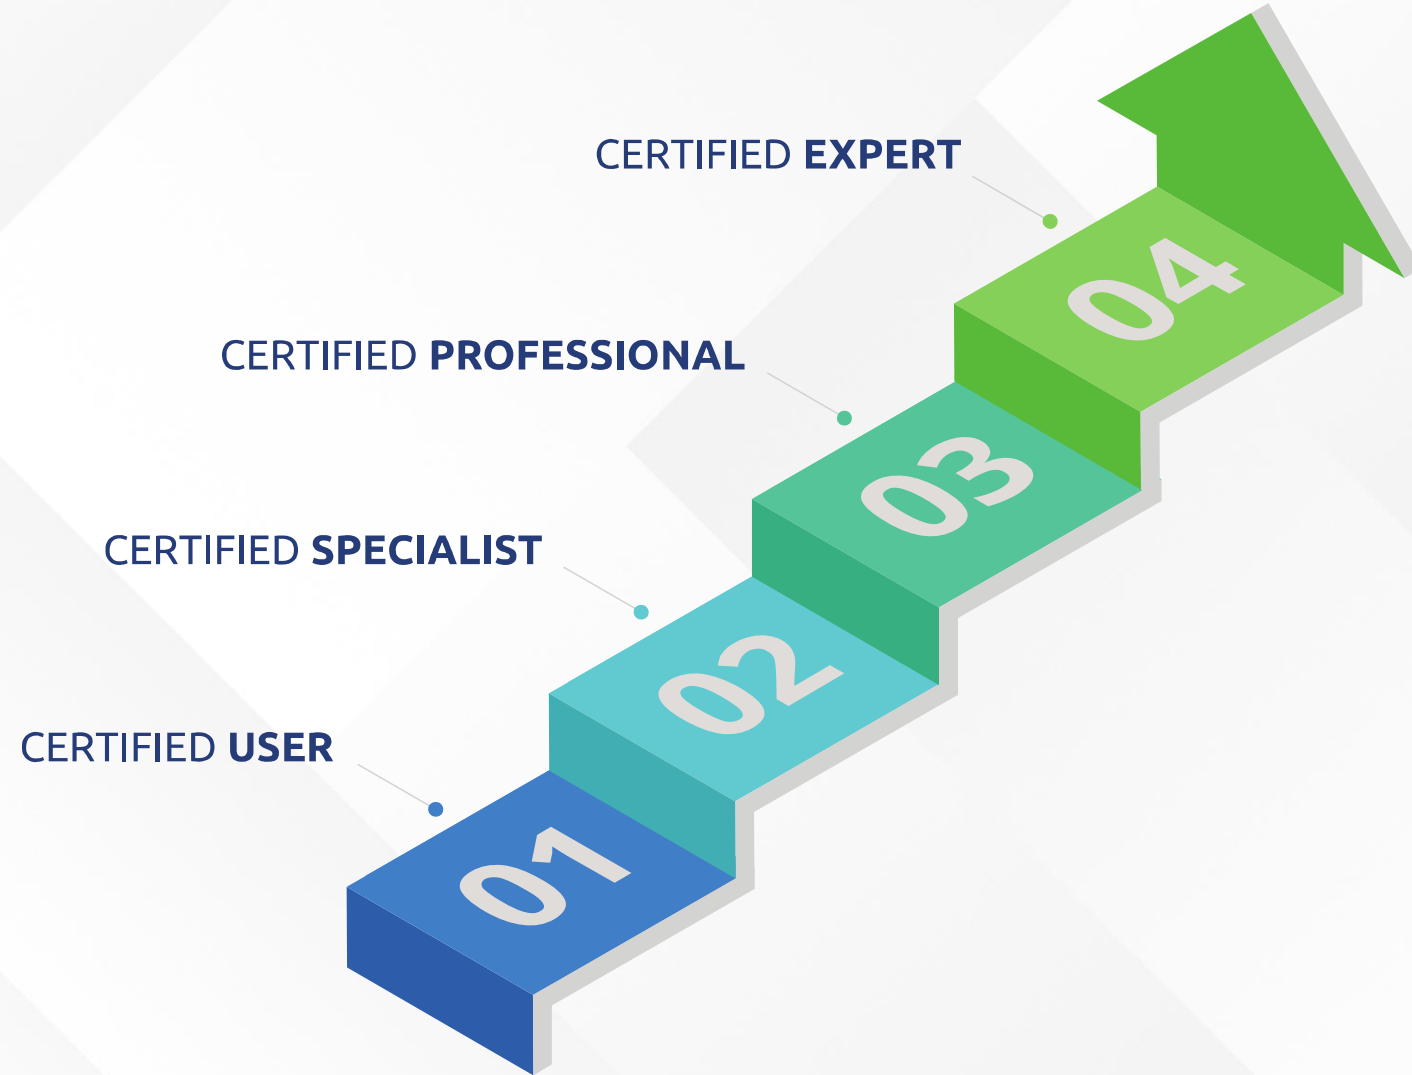 CERTIFIED EXPERT
04
CERTIFIED PROFESSIONAL
03
CERTIFIED SPECIALIST
02
CERTIFIED USER
01